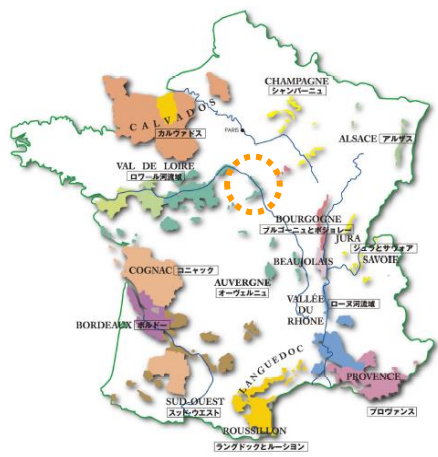 CHAMPAGNE
シャンパーニュ
PARIS
CALVADOS
カルヴァドス
ALSACE アルザス
VAL DE LOIRE
ロワール河流域
BOURGOGNE
ブルゴーニュとボジョレー
JURA
ジュラとサヴォア
SAVOIE
BEAUJOLAIS
COGNAC コニャック
AUVERGNE
オーヴェルニュ
VALLÉE
DU
RHÔNE
ローヌ河流域
BORDEAUX ボルドー
LANGUEDOC
PROVENCE
プロヴァンス
SUD-OUEST
スッド・ウエスト
ROUSSILLON
ラングドックとルーション